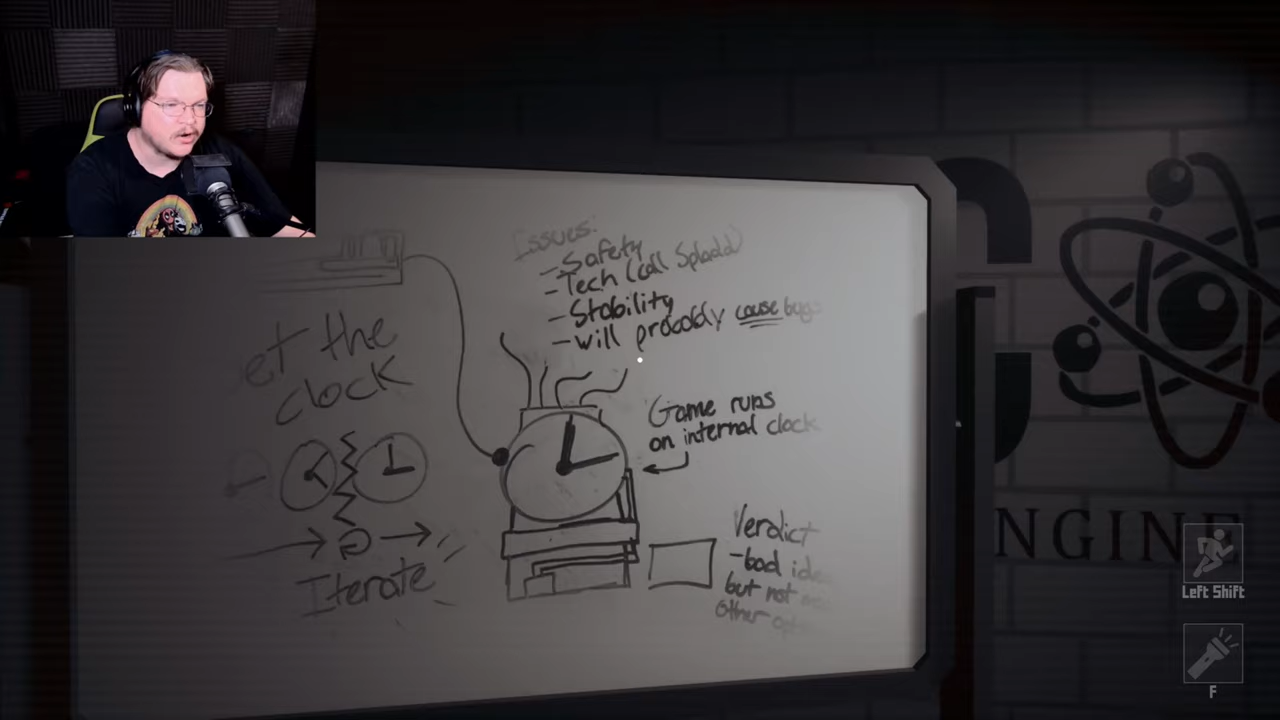 Issues:
-Safety
-Tech (call
-Stability
-will probably cause bugs
et the
clock
Game runs
on internal clock
Iterate
Verdict
-bad
but not
other
NGINE
Left Shift
F